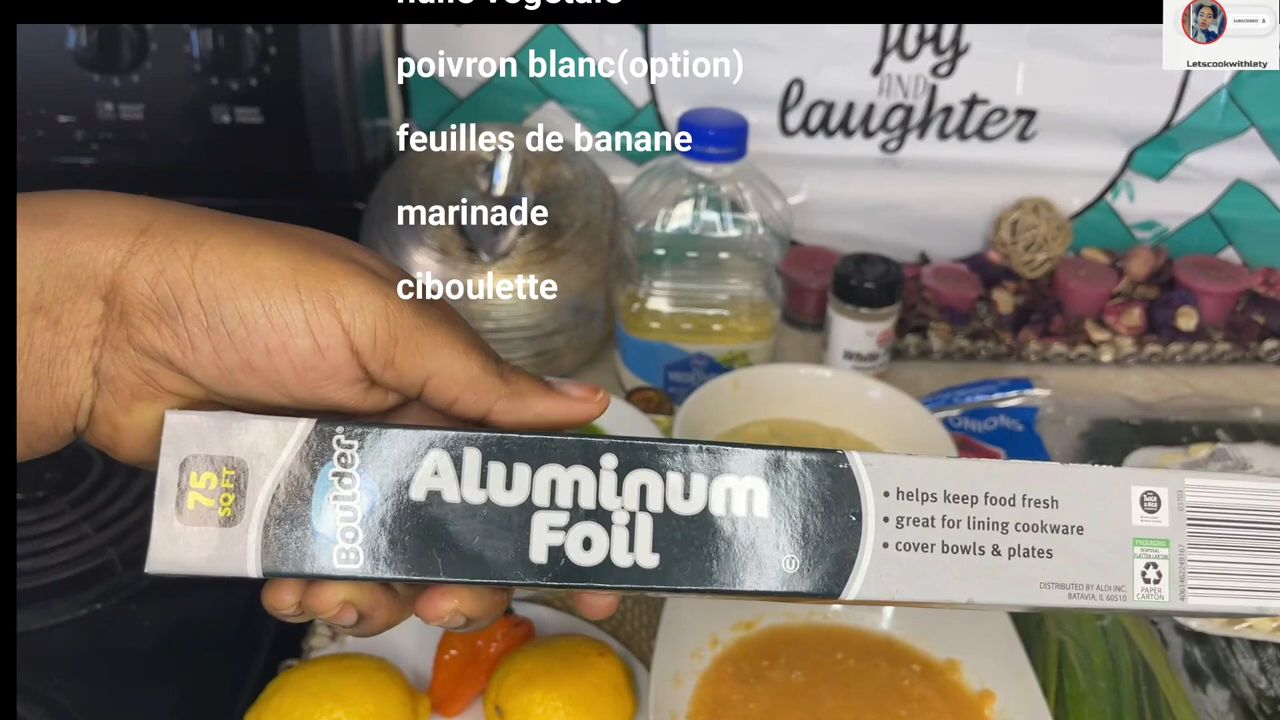 poivron blanc(option)
feuilles de banane
marinade
ciboulette
SUBSCRIBED
Letscookwithlety
joy
AND
laughter
White
ONIONS
75
SQ FT
Boulder®
Aluminum
Foil
• helps keep food fresh
• great for lining cookware
• cover bowls & plates
DISTRIBUTED BY ALDI INC.
BATAVIA, IL 60510
PAPER
CARTON